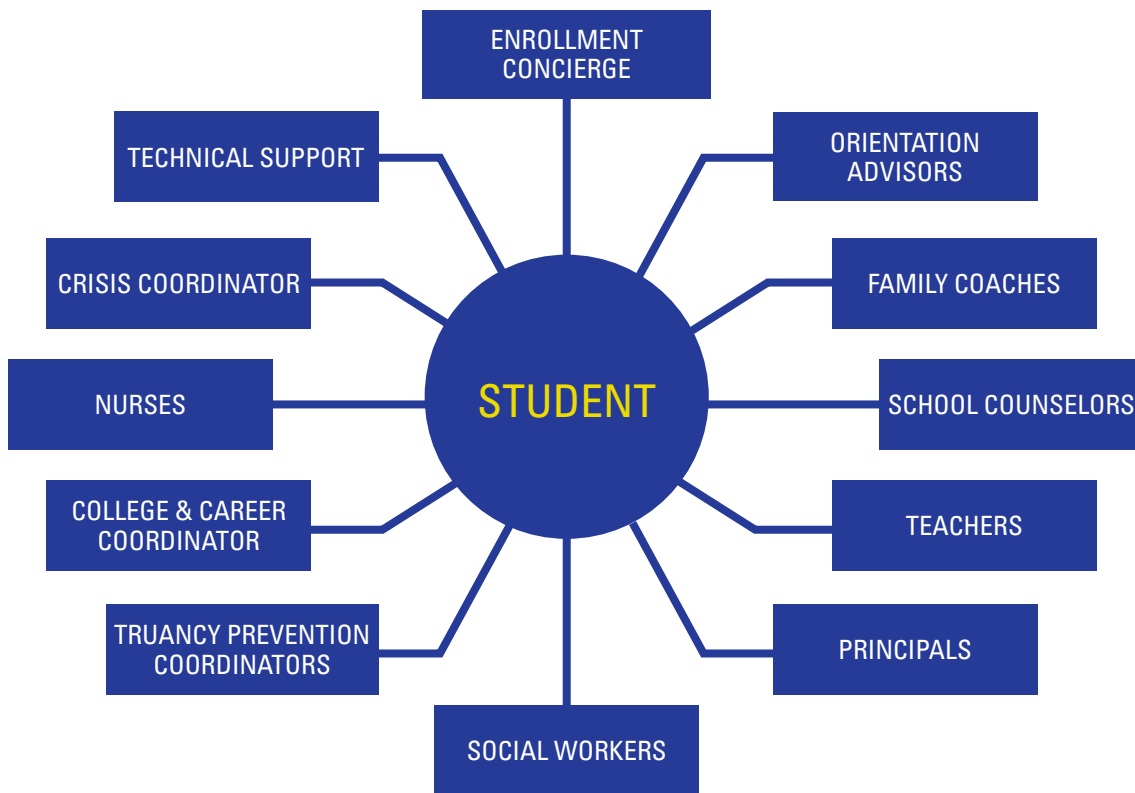 ENROLLMENT
CONCIERGE
ORIENTATION
ADVISORS
TECHNICAL SUPPORT
CRISIS COORDINATOR
FAMILY COACHES
NURSES
STUDENT
SCHOOL COUNSELORS
COLLEGE & CAREER
COORDINATOR
TEACHERS
TRUANCY PREVENTION
COORDINATORS
PRINCIPALS
SOCIAL WORKERS